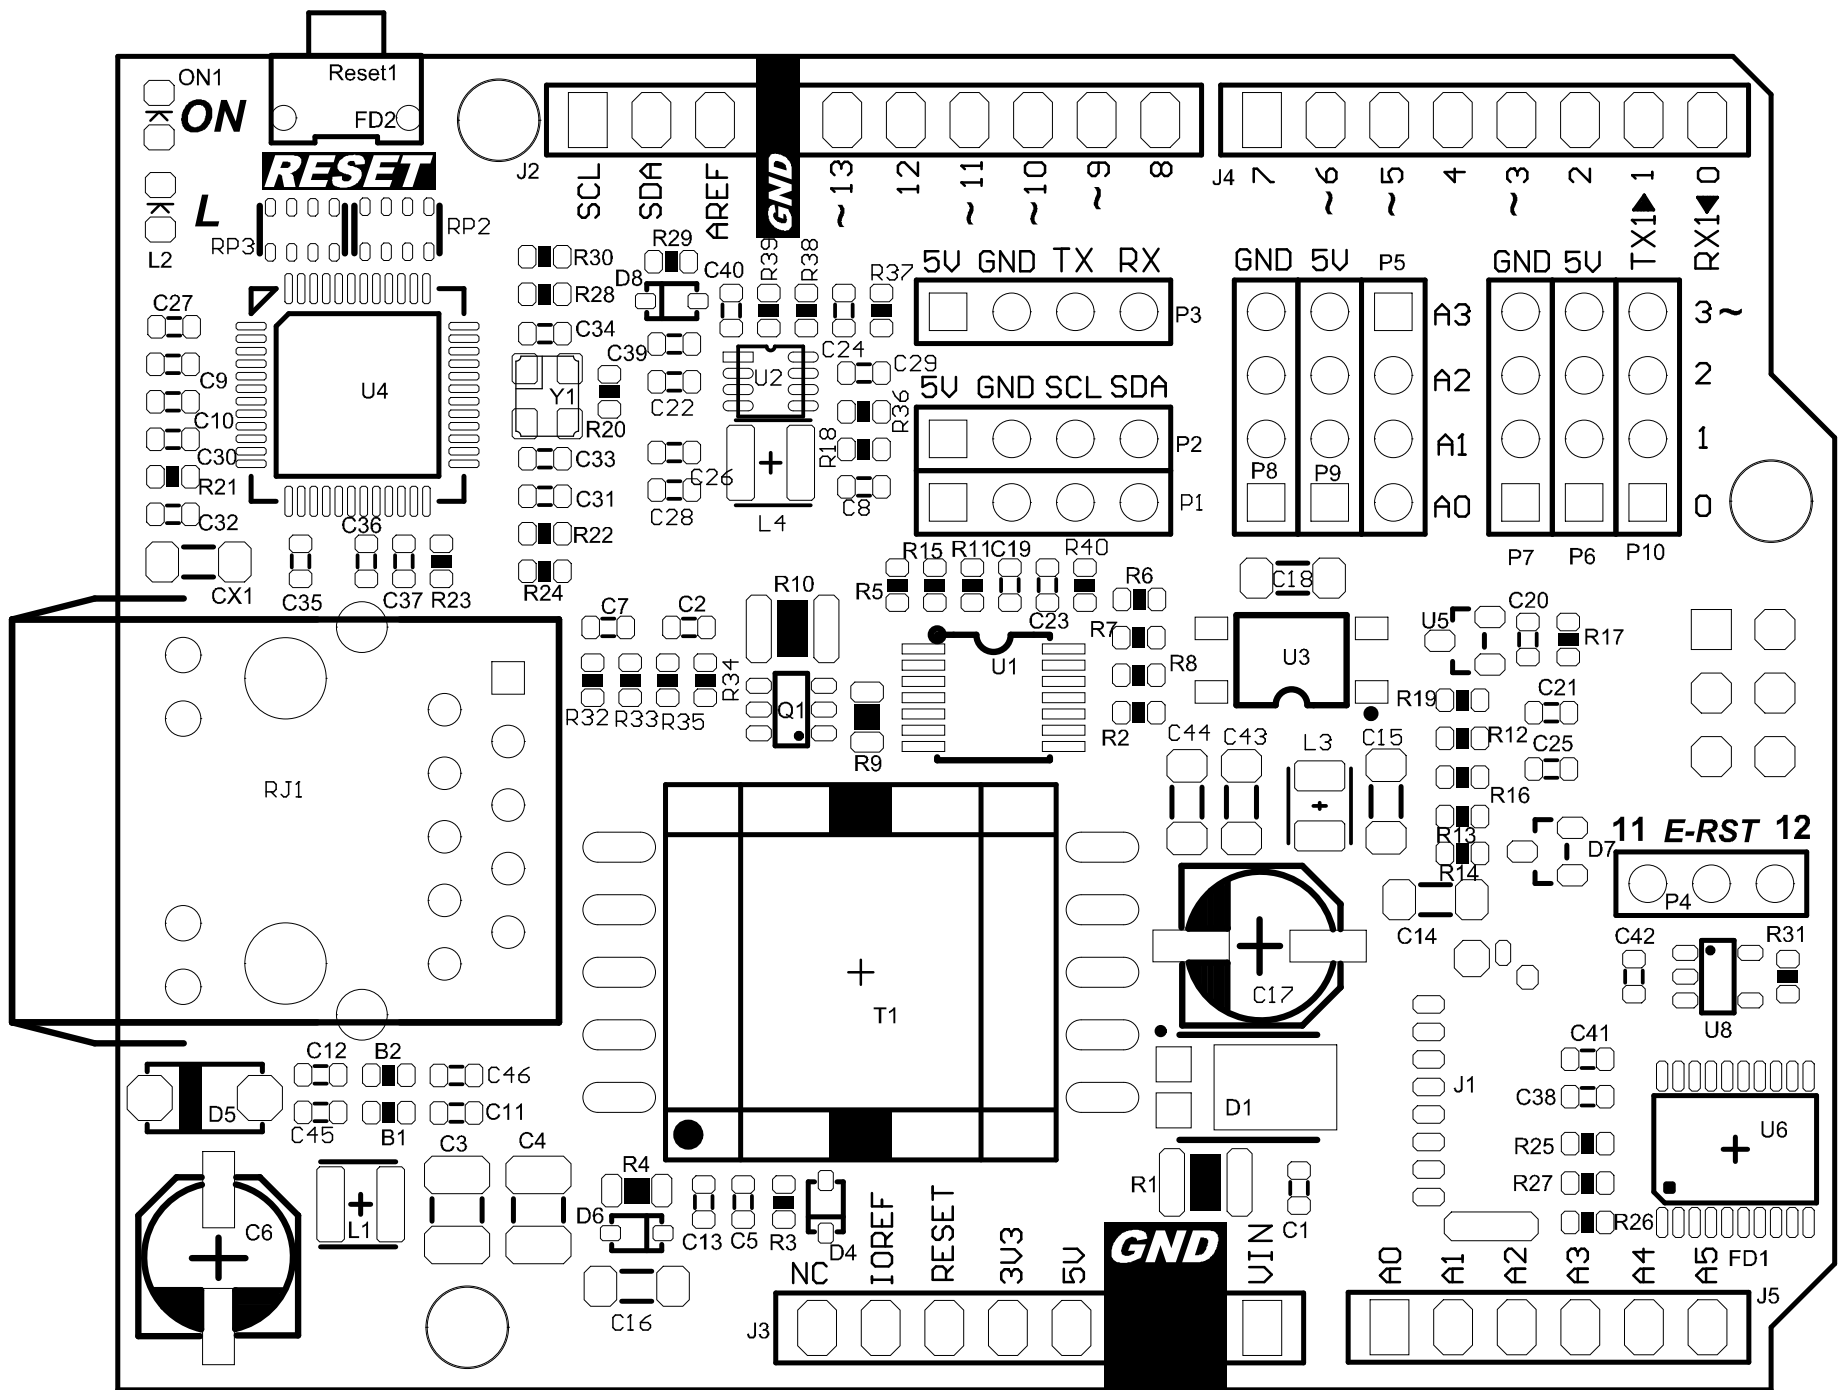 ON1
ON
Reset1
FD2
RESET
L
L2
RP3
RP2
J2
SCL
SDA
AREF
GND
~13
12
~11
~10
~9
8
J4
7
~6
~5
4
~3
2
TX1▶1
RX1◀0
R30
R29
R28
D8
C40
R39
R38
R37
5V GND TX RX
P3
GND 5V P5
A3
A2
A1
A0
P8
P9
GND 5V
3~
2
1
0
P7
P6
P10
C27
C9
C10
C30
R21
C32
CX1
U4
C34
C39
Y1
R20
C22
U2
C24
C29
R36
R18
C33
C26
C31
C28
L4
C8
5V GND SCL SDA
P2
P1
C36
C35
C37
R23
R22
R24
R10
R15
R11
C19
R40
R5
C23
R6
R7
R8
R2
C7
C2
R32
R33
R35
R34
Q1
R9
U1
C18
U3
U5
C20
R17
R19
C21
R12
C25
R16
R13
R14
D7
C44
C43
L3
C15
11 E-RST 12
P4
RJ1
T1
C17
C14
C42
R31
U8
C41
C38
J1
U6
R25
R27
R26
FD1
D1
R1
C1
D5
C12
B2
C46
C45
B1
C11
C3
C4
C6
L1
R4
D6
C13
C5
R3
D4
C16
J3
NC
IOREF
RESET
3V3
5V
GND
VIN
A0
A1
A2
A3
A4
A5
J5